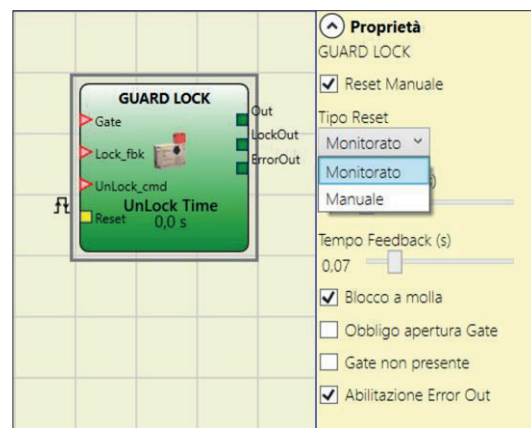 GUARD LOCK
Gate
Lock_fbk
UnLock_cmd
Reset
UnLock Time
0,0 s
Out
LockOut
ErrorOut
Proprietà
GUARD LOCK
Reset Manuale
Tipo Reset
Monitorato
Monitorato
Manuale
)
Tempo Feedback (s)
0,07
Blocco a molla
Obbligo apertura Gate
Gate non presente
Abilitazione Error Out